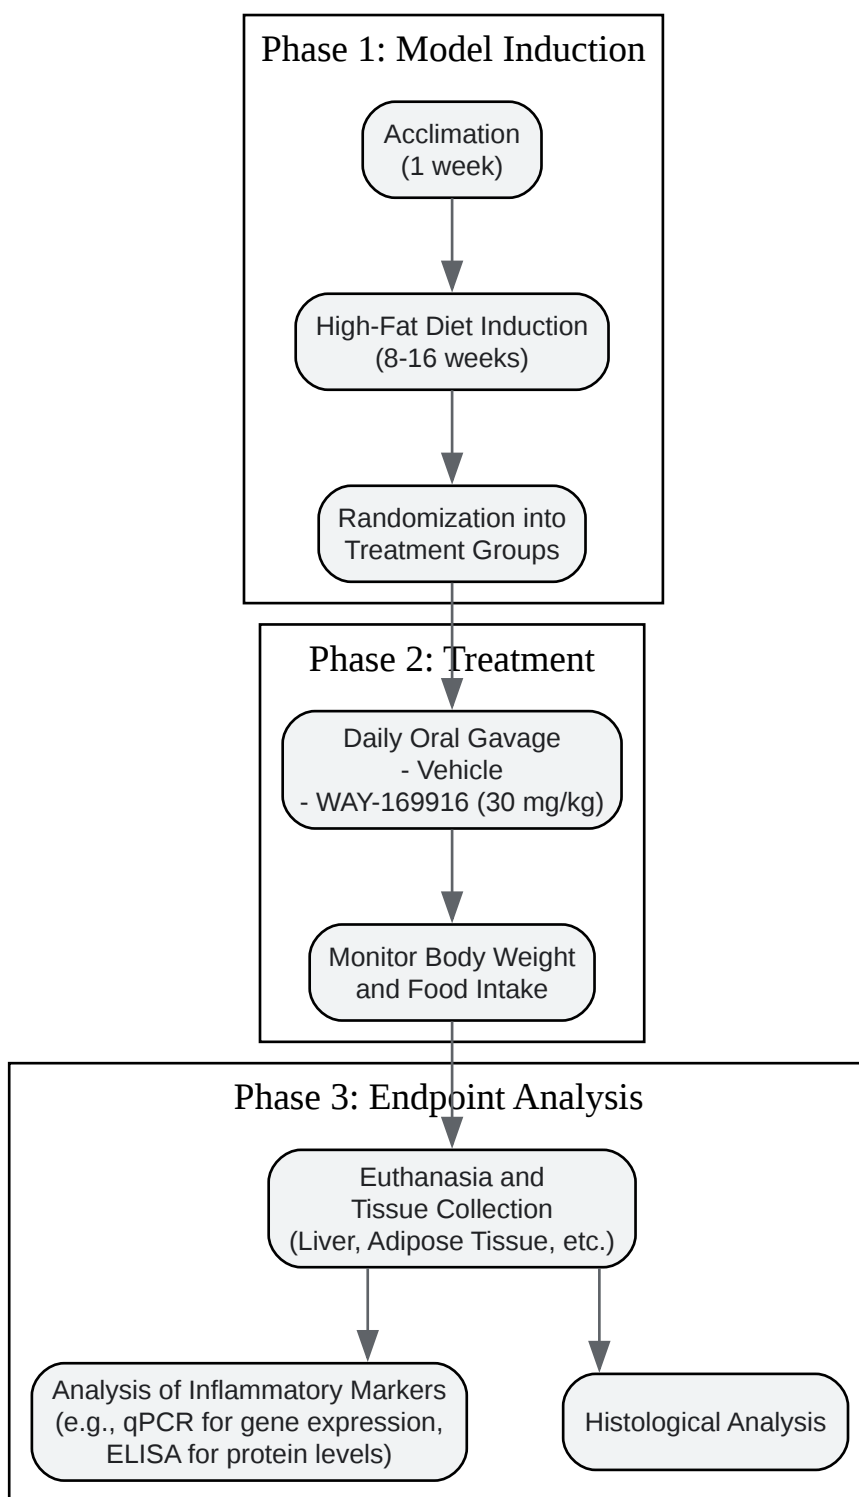 Phase 1: Model Induction
Acclimation
(1 week)
High-Fat Diet Induction
(8-16 weeks)
Randomization into
Treatment Groups
Phase 2: Treatment
Daily Oral Gavage
- Vehicle
- WAY-169916 (30 mg/kg)
Monitor Body Weight
and Food Intake
Phase 3: Endpoint Analysis
Euthanasia and
Tissue Collection
(Liver, Adipose Tissue, etc.)
Analysis of Inflammatory Markers
(e.g., qPCR for gene expression,
ELISA for protein levels)
Histological Analysis